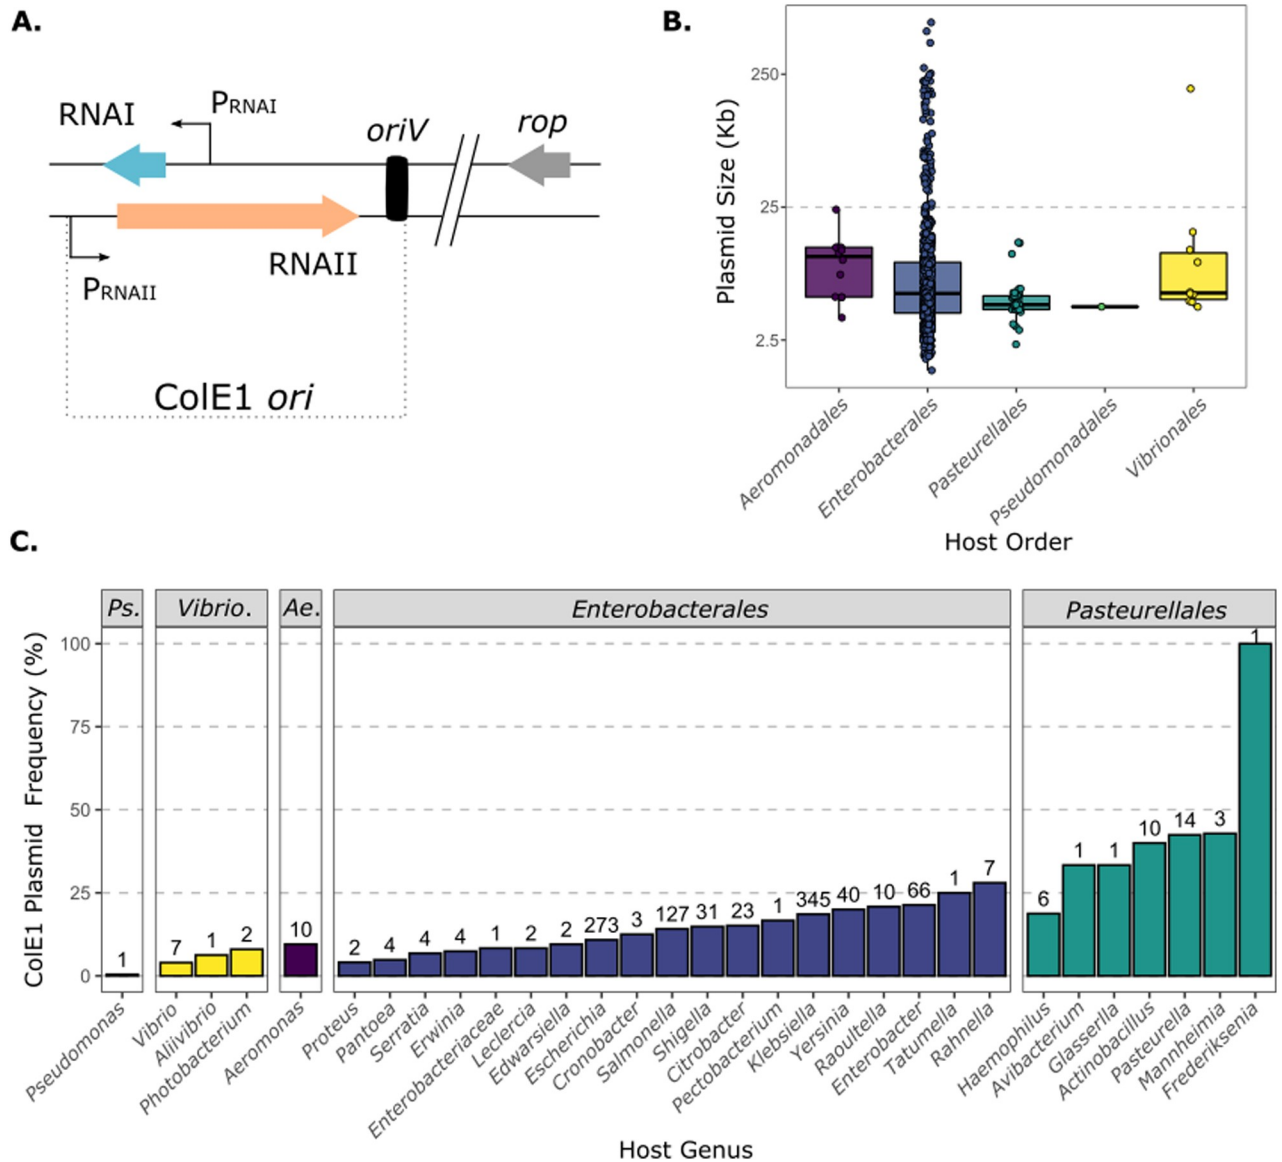 A.
RNAI
PRNAI
oriV
rop
RNAII
PRNAII
ColE1 ori
B.
Plasmid Size (Kb)
250
25
2.5
Aeromonadales
Enterobacterales
Pasteurellales
Pseudomonadales
Vibrionales
Host Order
C.
ColE1 Plasmid Frequency (%)
Ps.
Vibrio.
Ae.
Enterobacterales
Pasteurellales
100
75
50
25
0
1
7
1
2
10
2
4
4
4
1
2
2
273
3
127
31
23
1
345
40
10
66
1
7
6
1
1
10
14
3
1
Pseudomonas
Vibrio
Aliivibrio
Photobacterium
Aeromonas
Proteus
Pantoea
Serratia
Erwinia
Enterobacteriaceae
Leclercia
Edwarsiella
Escherichia
Cronobacter
Salmonella
Shigella
Citrobacter
Pectobacterium
Klebsiella
Yersinia
Raoultella
Enterobacter
Tatumella
Rahnella
Haemophilus
Avibacterium
Glasserlla
Actinobacillus
Pasteurella
Mannheimia
Frederiksenia
Host Genus